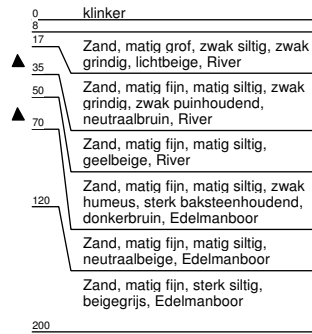 0 klinker
8
17
Zand, matig grof, zwak siltig, zwak
grindig, lichtbeige, River
35
Zand, matig fijn, matig siltig, zwak
grindig, zwak puinhoudend,
neutraalbruin, River
50
Zand, matig fijn, matig siltig,
geelbeige, River
70
Zand, matig fijn, matig siltig, zwak
humeus, sterk baksteenhoudend,
donkerbruin, Edelmanboor
120
Zand, matig fijn, matig siltig,
neutraalbeige, Edelmanboor
Zand, matig fijn, sterk siltig,
beigegrijs, Edelmanboor
200